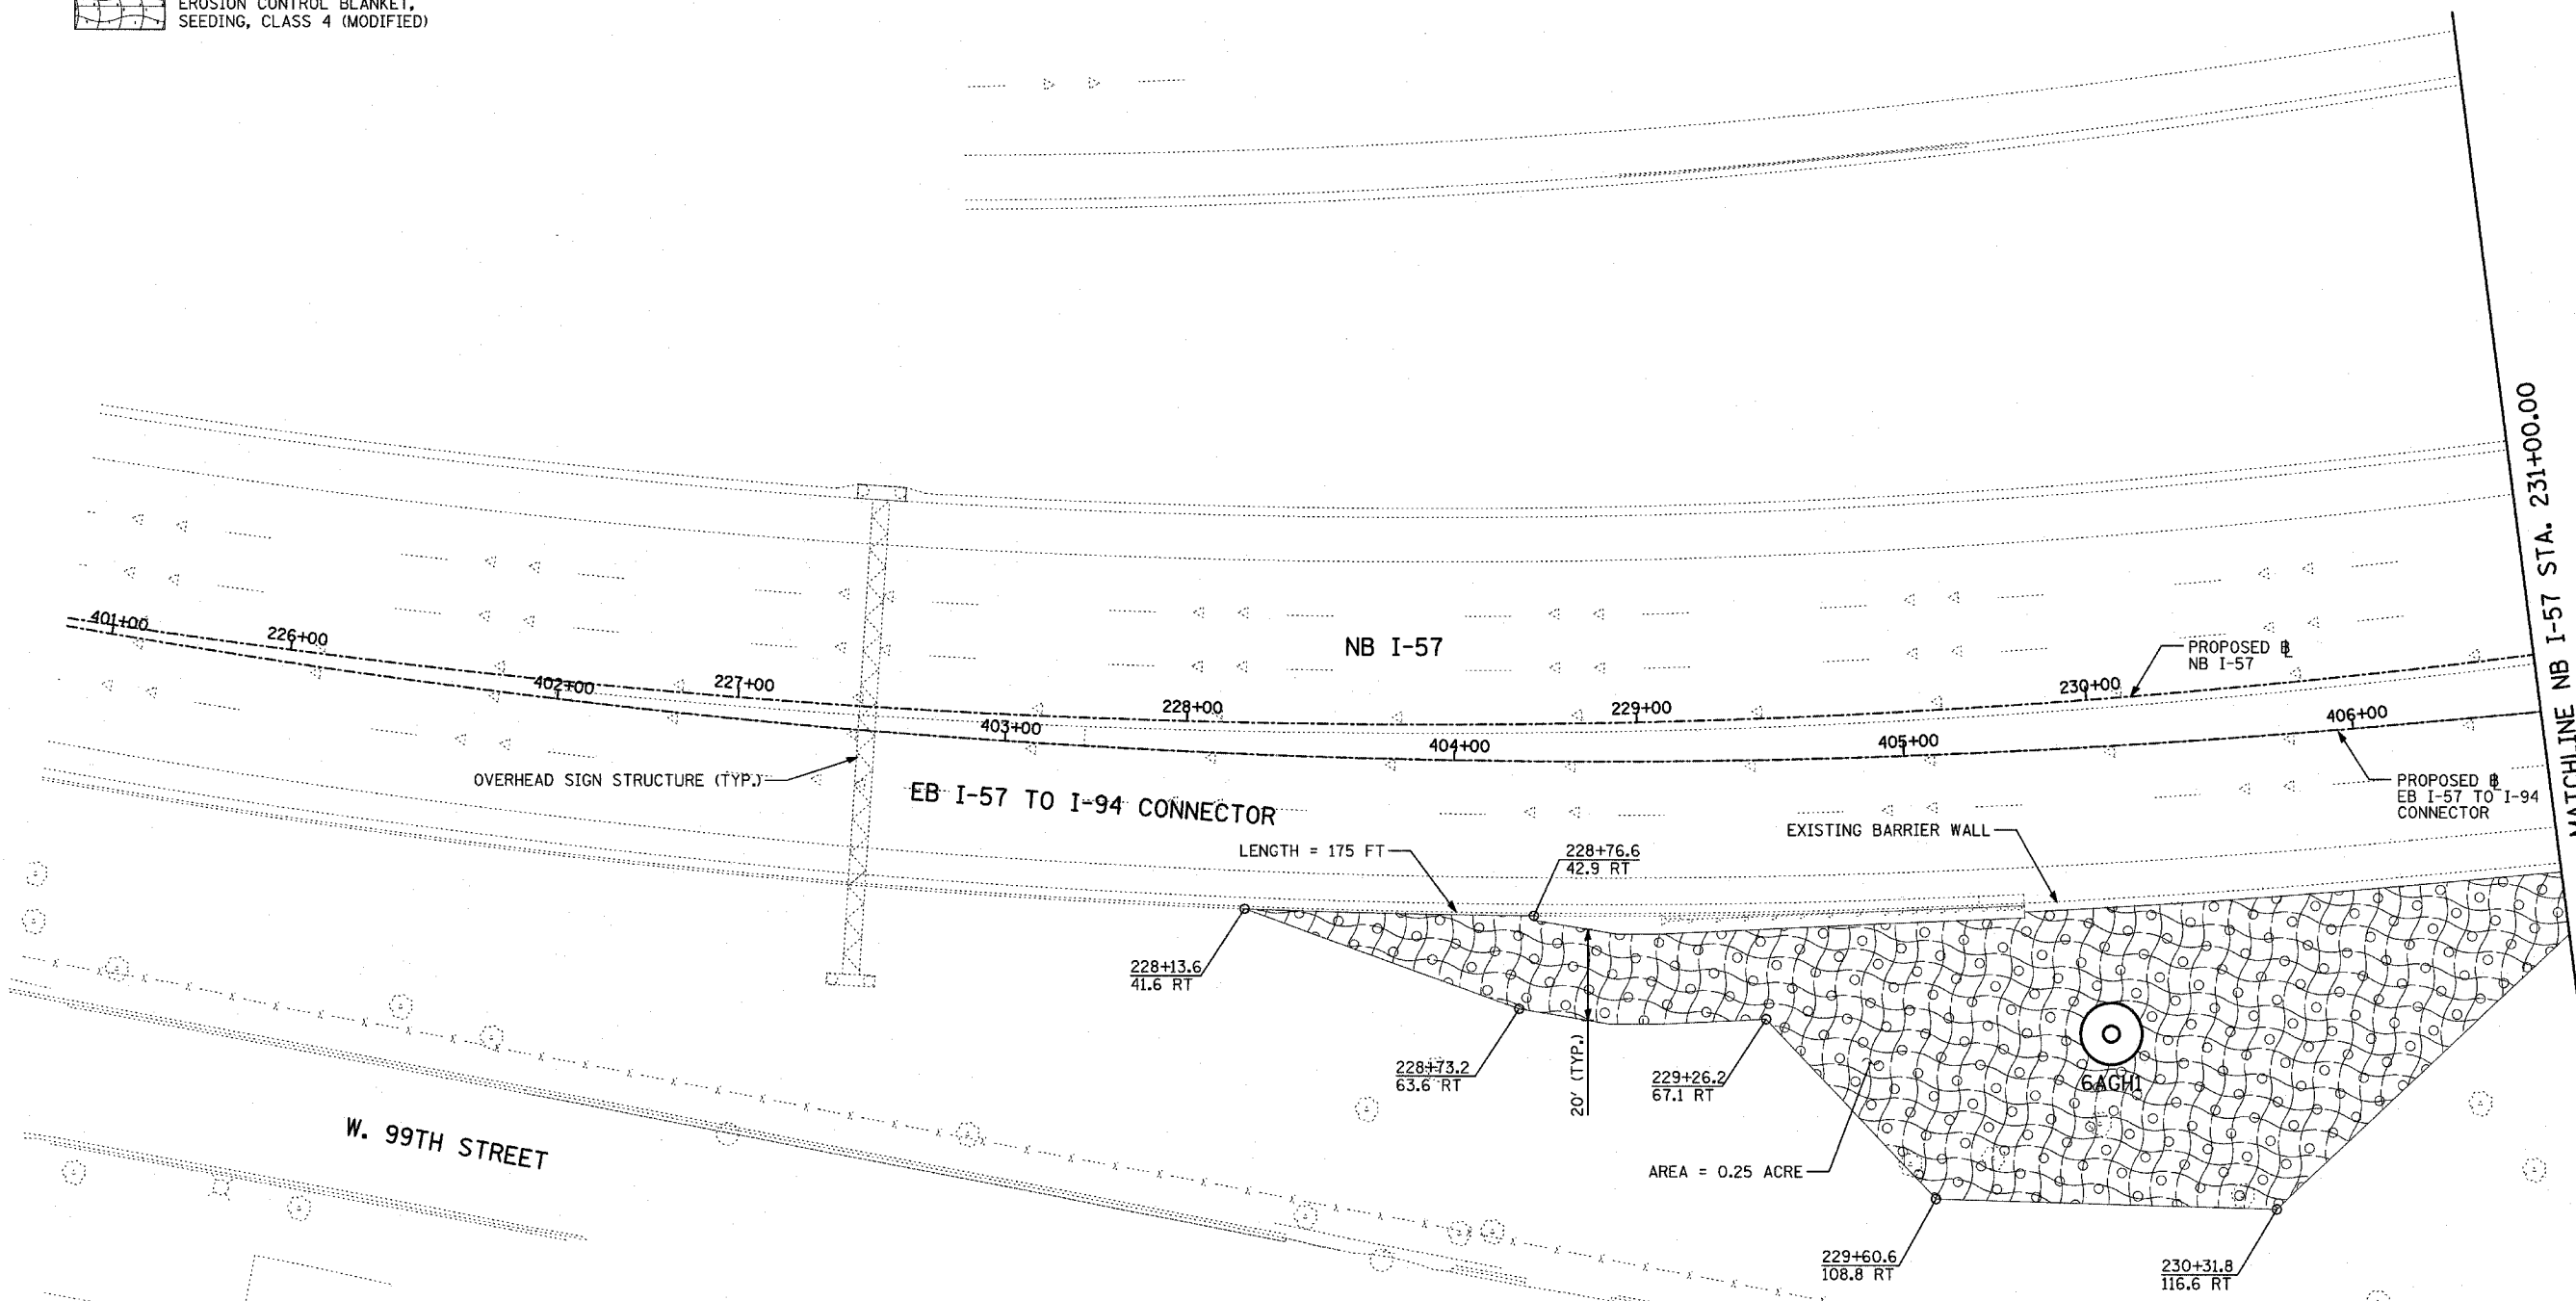 EROSION CONTROL BLANKET,
SEEDING, CLASS 4 (MODIFIED)
MATCHLINE NB I-57 STA. 231+00.00
401+00
226+00
402+00
227+00
228+00
403+00
NB I-57
404+00
229+00
405+00
230+00
406+00
PROPOSED ℄
NB I-57
PROPOSED ℄
EB I-57 TO I-94
CONNECTOR
OVERHEAD SIGN STRUCTURE (TYP.)
EB I-57 TO I-94 CONNECTOR
EXISTING BARRIER WALL
LENGTH = 175 FT
228+76.6
42.9 RT
228+13.6
41.6 RT
228+73.2
63.6 RT
20' (TYP.)
229+26.2
67.1 RT
6AGH1
AREA = 0.25 ACRE
W. 99TH STREET
229+60.6
108.8 RT
230+31.8
116.6 RT